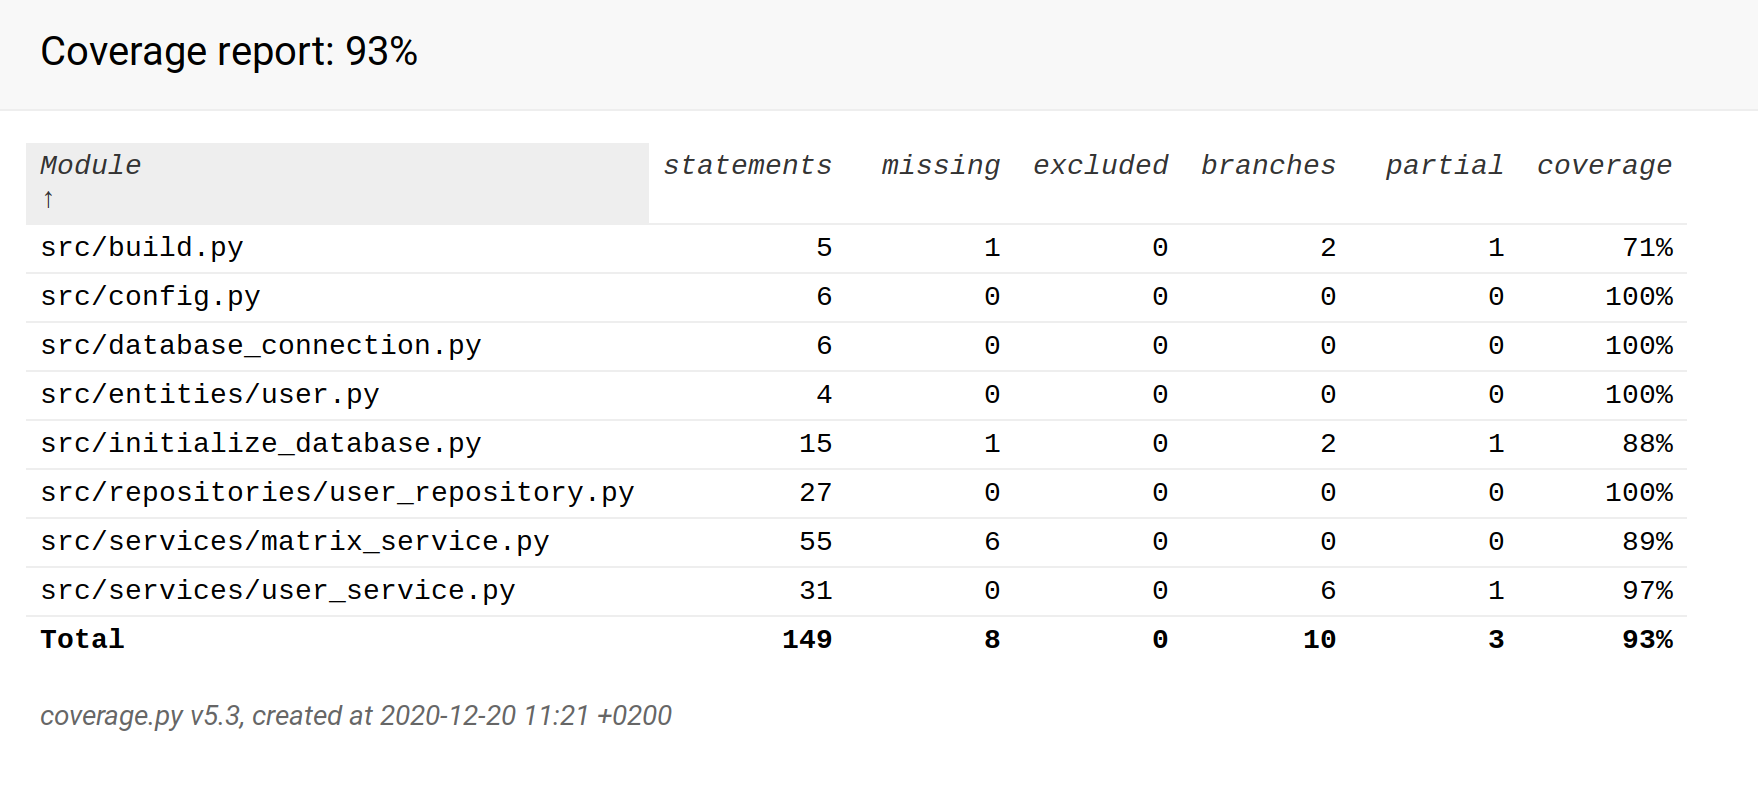 Coverage report: 93%
Module statements missing excluded branches partial coverage
↑
src/build.py 5 1 0 2 1 71%
src/config.py 6 0 0 0 0 100%
src/database_connection.py 6 0 0 0 0 100%
src/entities/user.py 4 0 0 0 0 100%
src/initialize_database.py 15 1 0 2 1 88%
src/repositories/user_repository.py 27 0 0 0 0 100%
src/services/matrix_service.py 55 6 0 0 0 89%
src/services/user_service.py 31 0 0 6 1 97%
Total 149 8 0 10 3 93%
coverage.py v5.3, created at 2020-12-20 11:21 +0200